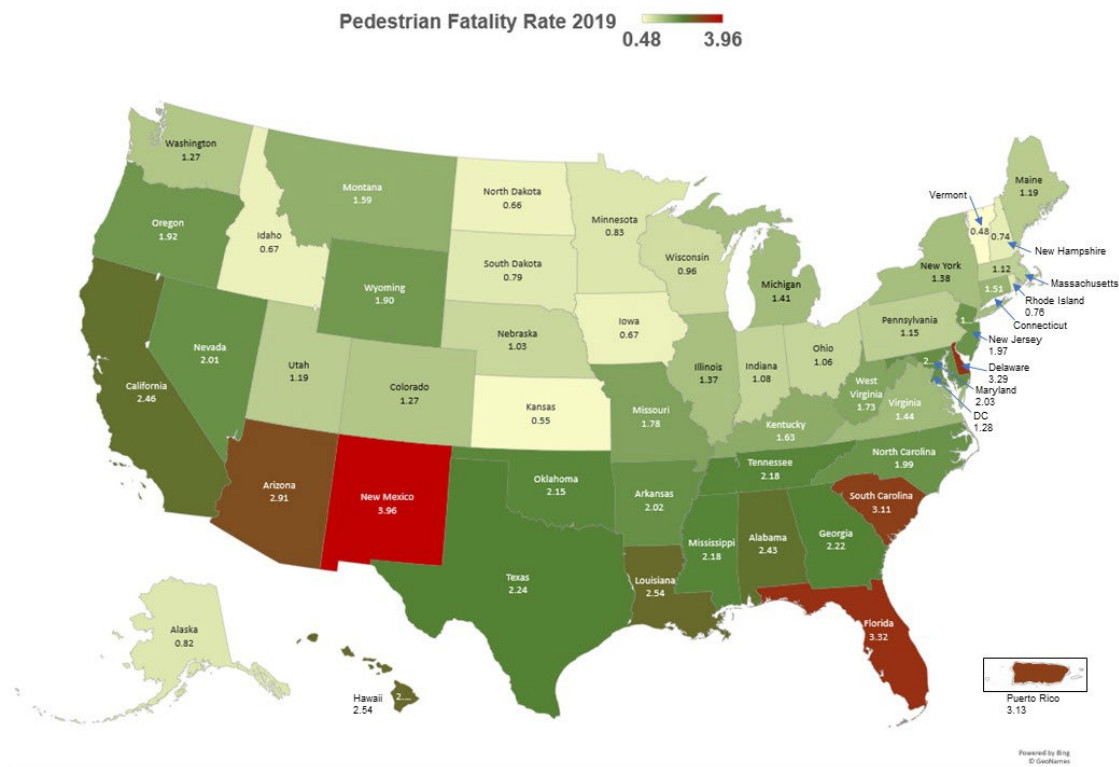 Pedestrian Fatality Rate 2019
0.48
3.96
Washington
1.27
Montana
1.59
North Dakota
0.66
Minnesota
0.83
Maine
1.19
Vermont
0.48
0.74
New Hampshire
Oregon
1.92
Idaho
0.67
South Dakota
0.79
Wisconsin
0.96
New York
1.38
1.12
Massachusetts
1.51
Rhode Island
0.76
Connecticut
Wyoming
1.90
Michigan
1.41
Iowa
0.67
Nebraska
1.03
Pennsylvania
1.15
1...
New Jersey
1.97
Nevada
2.01
Utah
1.19
Colorado
1.27
Illinois
1.37
Indiana
1.08
Ohio
1.06
2...
Delaware
3.29
Maryland
2.03
DC
1.28
California
2.46
Kansas
0.55
Missouri
1.78
West
Virginia
1.73
Virginia
1.44
Kentucky
1.63
North Carolina
1.99
Tennessee
2.18
Arizona
2.91
New Mexico
3.96
Oklahoma
2.15
Arkansas
2.02
South Carolina
3.11
Mississippi
2.18
Alabama
2.43
Georgia
2.22
Texas
2.24
Louisiana
2.54
Florida
3.32
Alaska
0.82
Hawaii
2.54
2....
Puerto Rico
3.13
Powered by Bing
© GeoNames